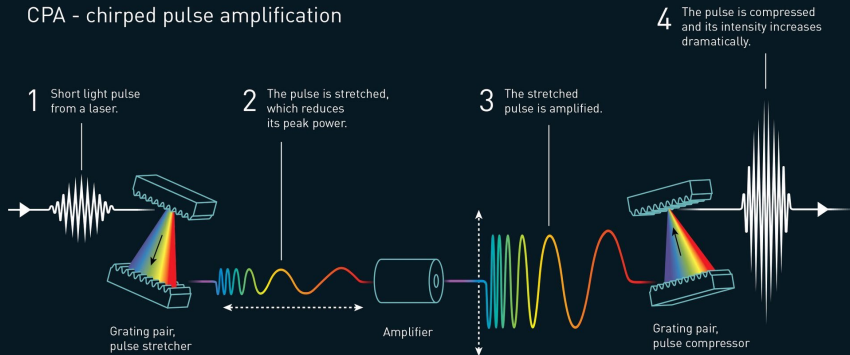 CPA - chirped pulse amplification
1 Short light pulse
from a laser.
2 The pulse is stretched,
which reduces
its peak power.
3 The stretched
pulse is amplified.
4 The pulse is compressed
and its intensity increases
dramatically.
Grating pair,
pulse stretcher
Amplifier
Grating pair,
pulse compressor